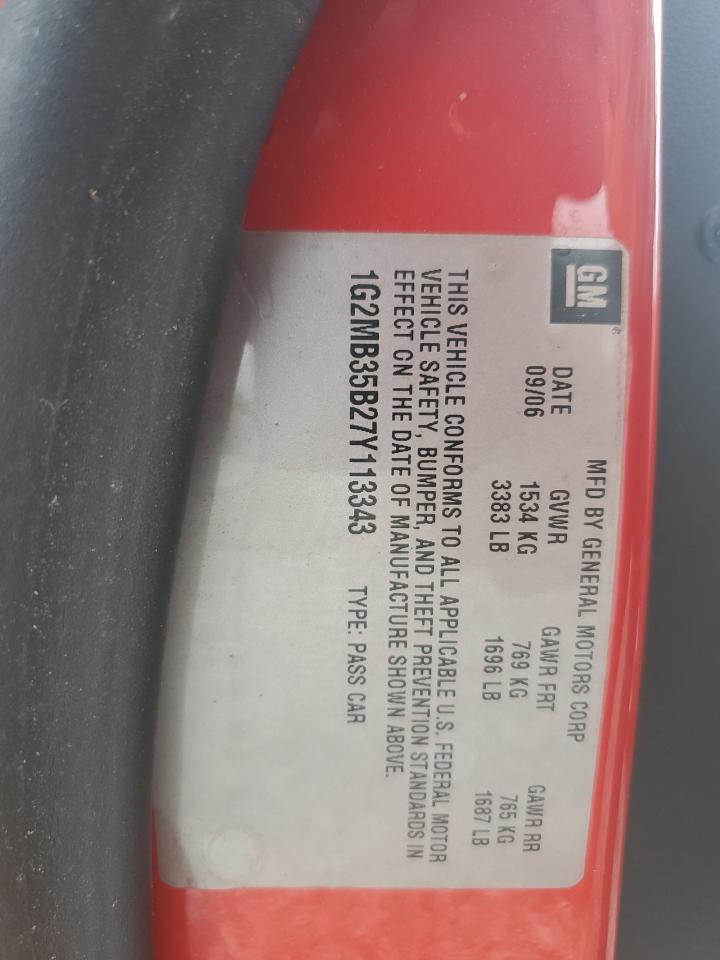 GM®
MFD BY GENERAL MOTORS CORP
DATE GVWR GAWR FRT GAWR RR
09/06 1534 KG 769 KG 765 KG
3383 LB 1696 LB 1687 LB
THIS VEHICLE CONFORMS TO ALL APPLICABLE U.S. FEDERAL MOTOR
VEHICLE SAFETY, BUMPER, AND THEFT PREVENTION STANDARDS IN
EFFECT ON THE DATE OF MANUFACTURE SHOWN ABOVE.
1G2MB35B27Y113343 TYPE: PASS CAR